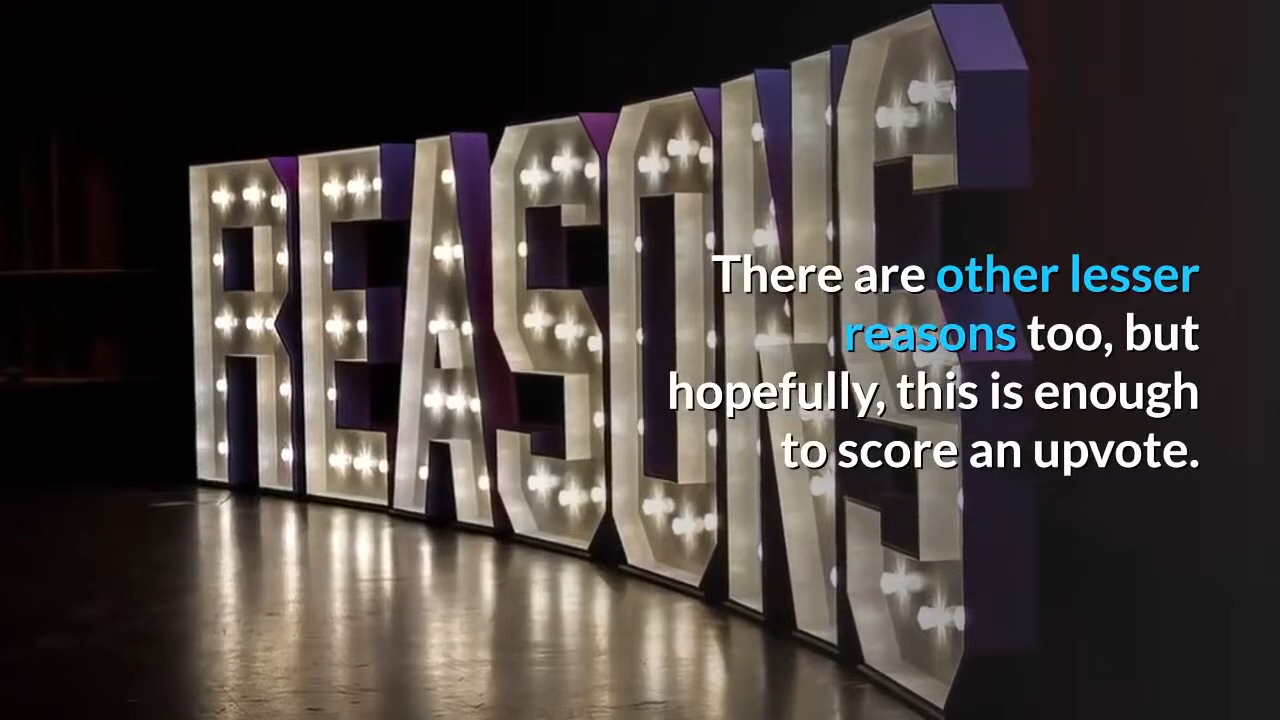 REASONS
There are other lesser
reasons too, but
hopefully, this is enough
to score an upvote.